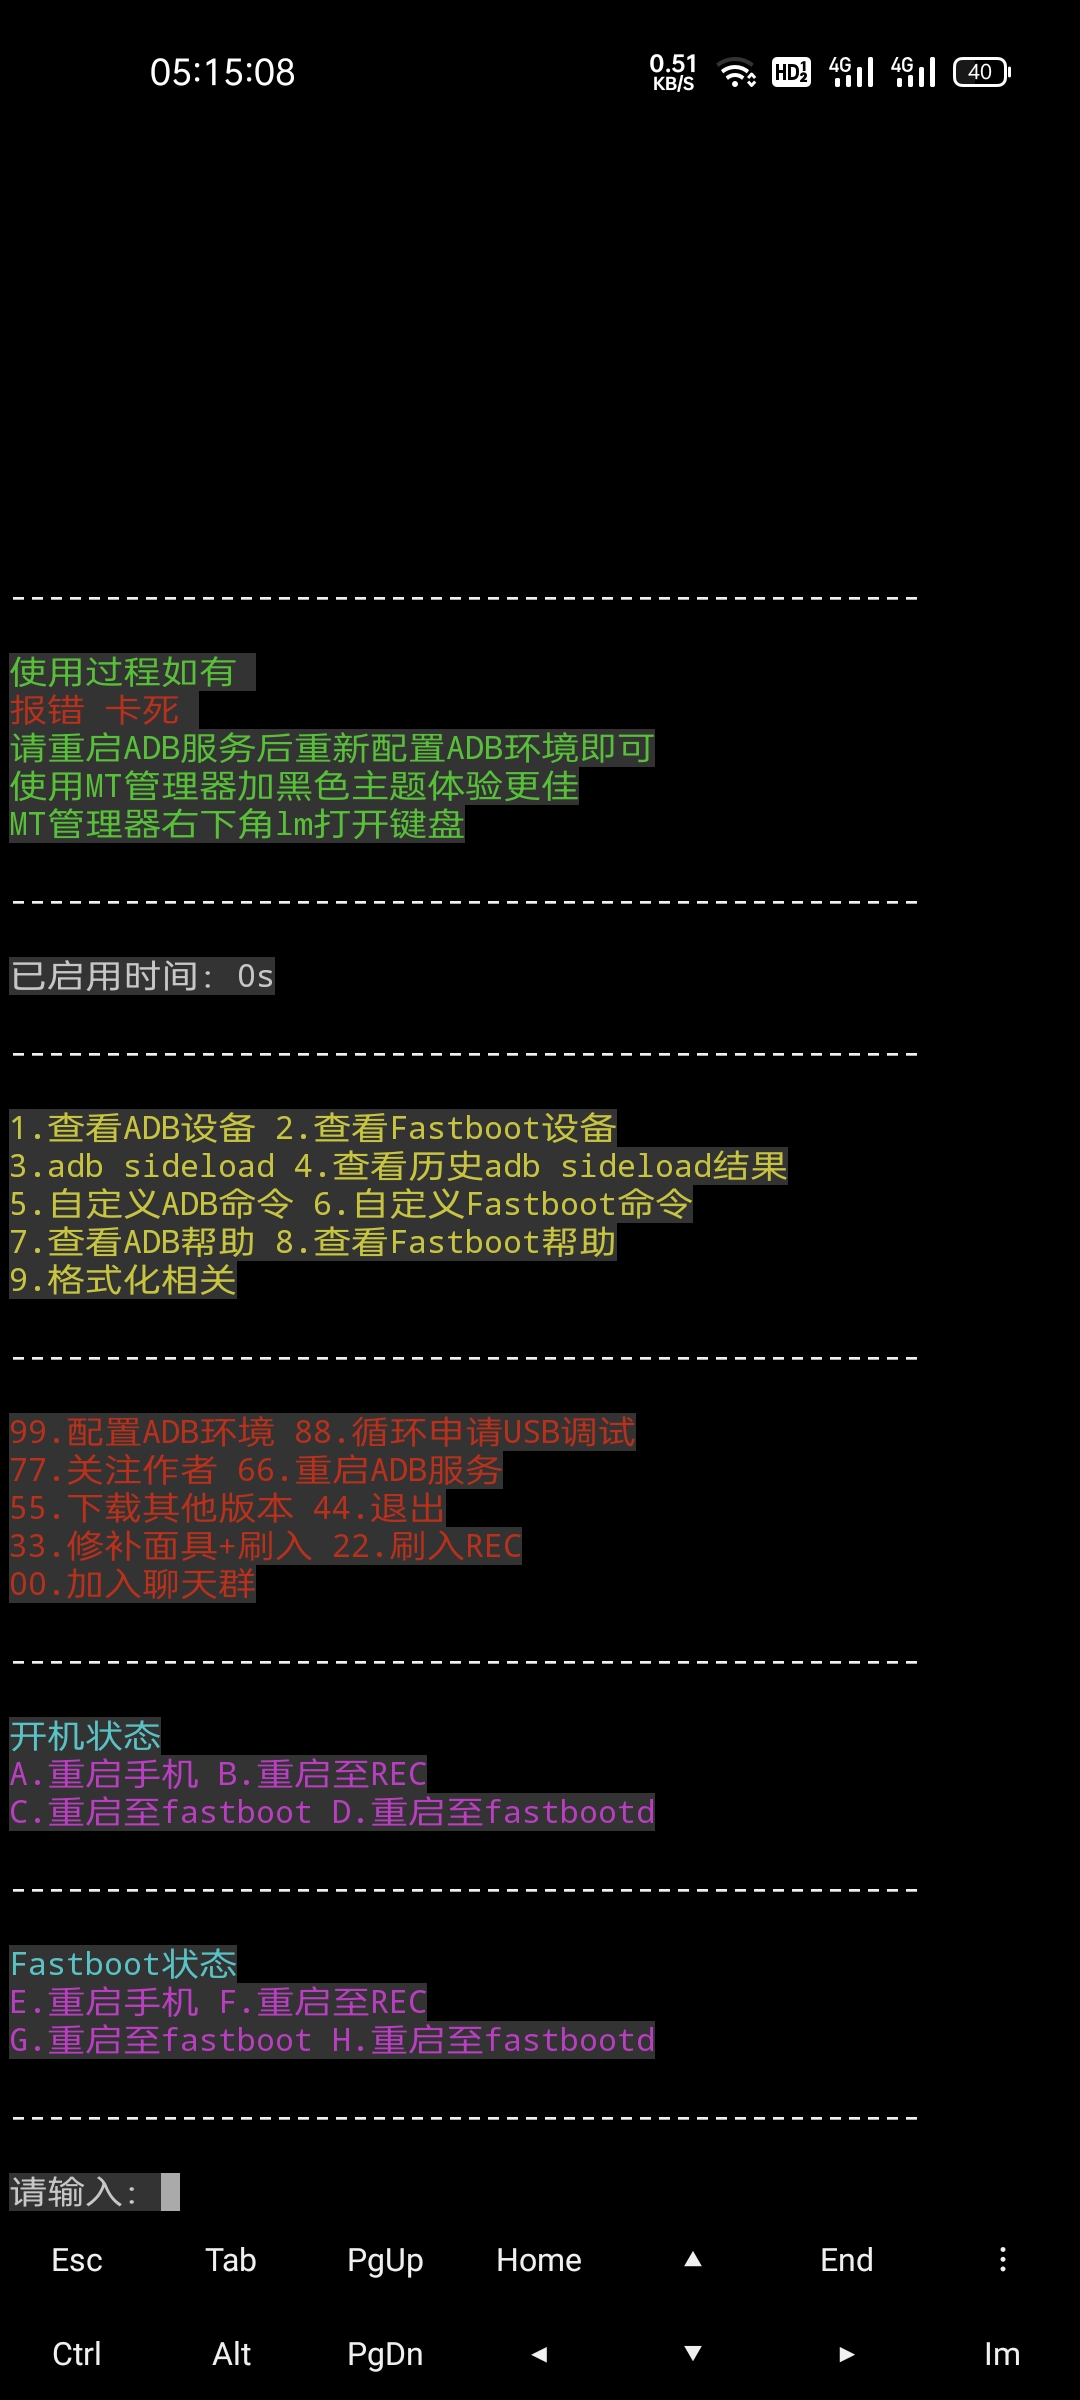 05:15:08 0.51 KB/S HD 1 2 4G 4G 40
----------------------------------------
使用过程如有
报错 卡死
请重启ADB服务后重新配置ADB环境即可
使用MT管理器加黑色主题体验更佳
MT管理器右下角lm打开键盘
----------------------------------------
已启用时间: 0s
----------------------------------------
1.查看ADB设备 2.查看Fastboot设备
3.adb sideload 4.查看历史adb sideload结果
5.自定义ADB命令 6.自定义Fastboot命令
7.查看ADB帮助 8.查看Fastboot帮助
9.格式化相关
----------------------------------------
99.配置ADB环境 88.循环申请USB调试
77.关注作者 66.重启ADB服务
55.下载其他版本 44.退出
33.修补面具+刷入 22.刷入REC
00.加入聊天群
----------------------------------------
开机状态
A.重启手机 B.重启至REC
C.重启至fastboot D.重启至fastbootd
----------------------------------------
Fastboot状态
E.重启手机 F.重启至REC
G.重启至fastboot H.重启至fastbootd
----------------------------------------
请输入:
Esc Tab PgUp Home ▲ End ⋮
Ctrl Alt PgDn ◀ ▼ ▶ Im